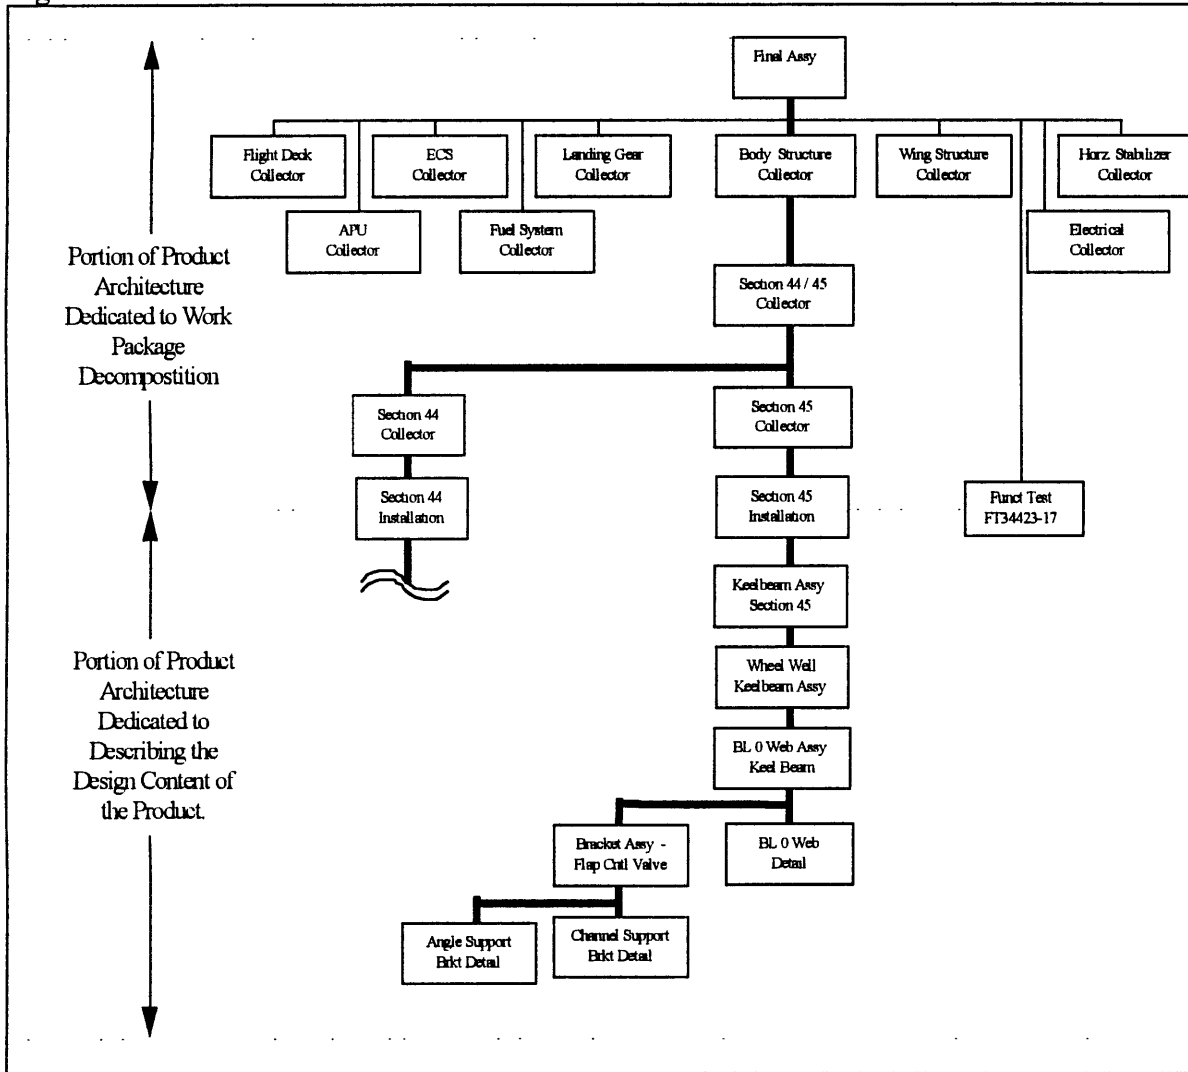 Final Assy
Flight Deck
Collector
ECS
Collector
Landing Gear
Collector
Body Structure
Collector
Wing Structure
Collector
Horz. Stabilizer
Collector
APU
Collector
Fuel System
Collector
Electrical
Collector
Portion of Product
Architecture
Dedicated to Work
Package
Decompostition
Section 44 / 45
Collector
Section 44
Collector
Section 45
Collector
Section 44
Installation
Section 45
Installation
Funct Test
FT34423-17
Keelbeam Assy
Section 45
Wheel Well
Keelbeam Assy
Portion of Product
Architecture
Dedicated to
Describing the
Design Content of
the Product.
BL 0 Web Assy
Keel Beam
Bracket Assy -
Flap Cntl Valve
BL 0 Web
Detail
Angle Support
Brkt Detail
Channel Support
Brkt Detail